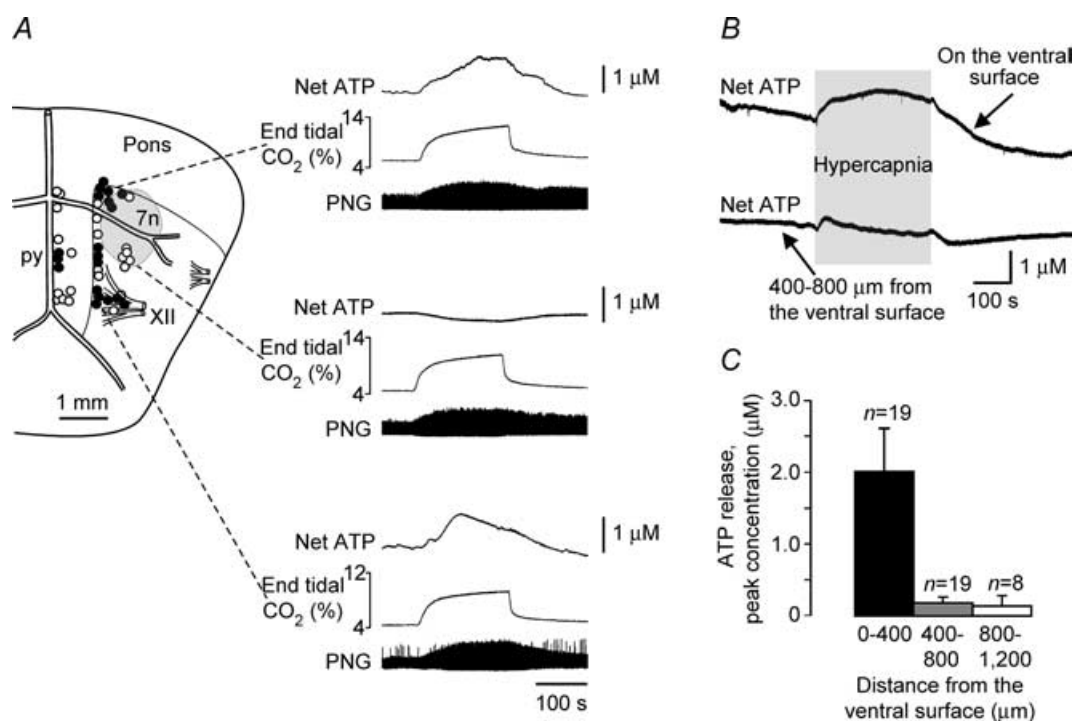 A
Pons
7n
py
XII
1 mm
Net ATP
1 μM
End tidal
CO2 (%)
14
4
PNG
Net ATP
End tidal
CO2 (%)
14
4
PNG
Net ATP
1 μM
End tidal
CO2 (%)
12
4
PNG
100 s
B
On the ventral
surface
Net ATP
Hypercapnia
Net ATP
400-800 μm from
the ventral surface
1 μM
100 s
C
ATP release,
peak concentration (μM)
3.0
2.0
1.0
0
n=19
n=19
n=8
0-400
400-
800
800-
1,200
Distance from the
ventral surface (μm)